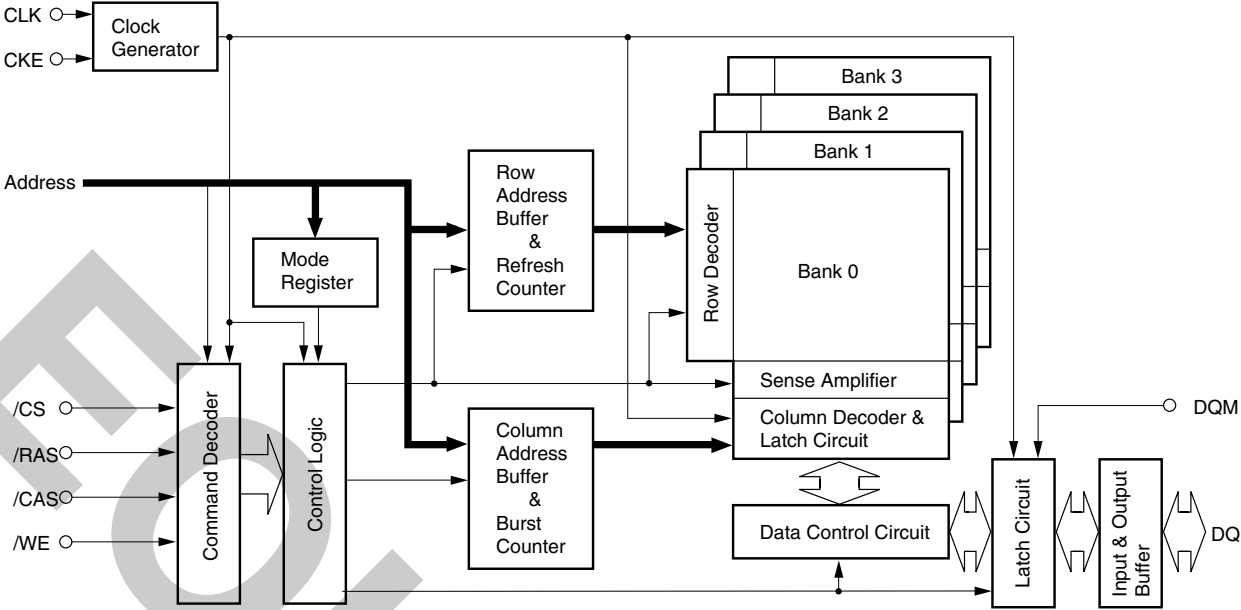 CLK
CKE
Clock
Generator
Bank 3
Bank 2
Bank 1
Address
Row
Address
Buffer
&
Refresh
Counter
Row Decoder
Bank 0
Mode
Register
Sense Amplifier
Column Decoder &
Latch Circuit
/CS
/RAS
/CAS
/WE
Command Decoder
Control Logic
Column
Address
Buffer
&
Burst
Counter
DQM
Data Control Circuit
Latch Circuit
Input & Output
Buffer
DQ